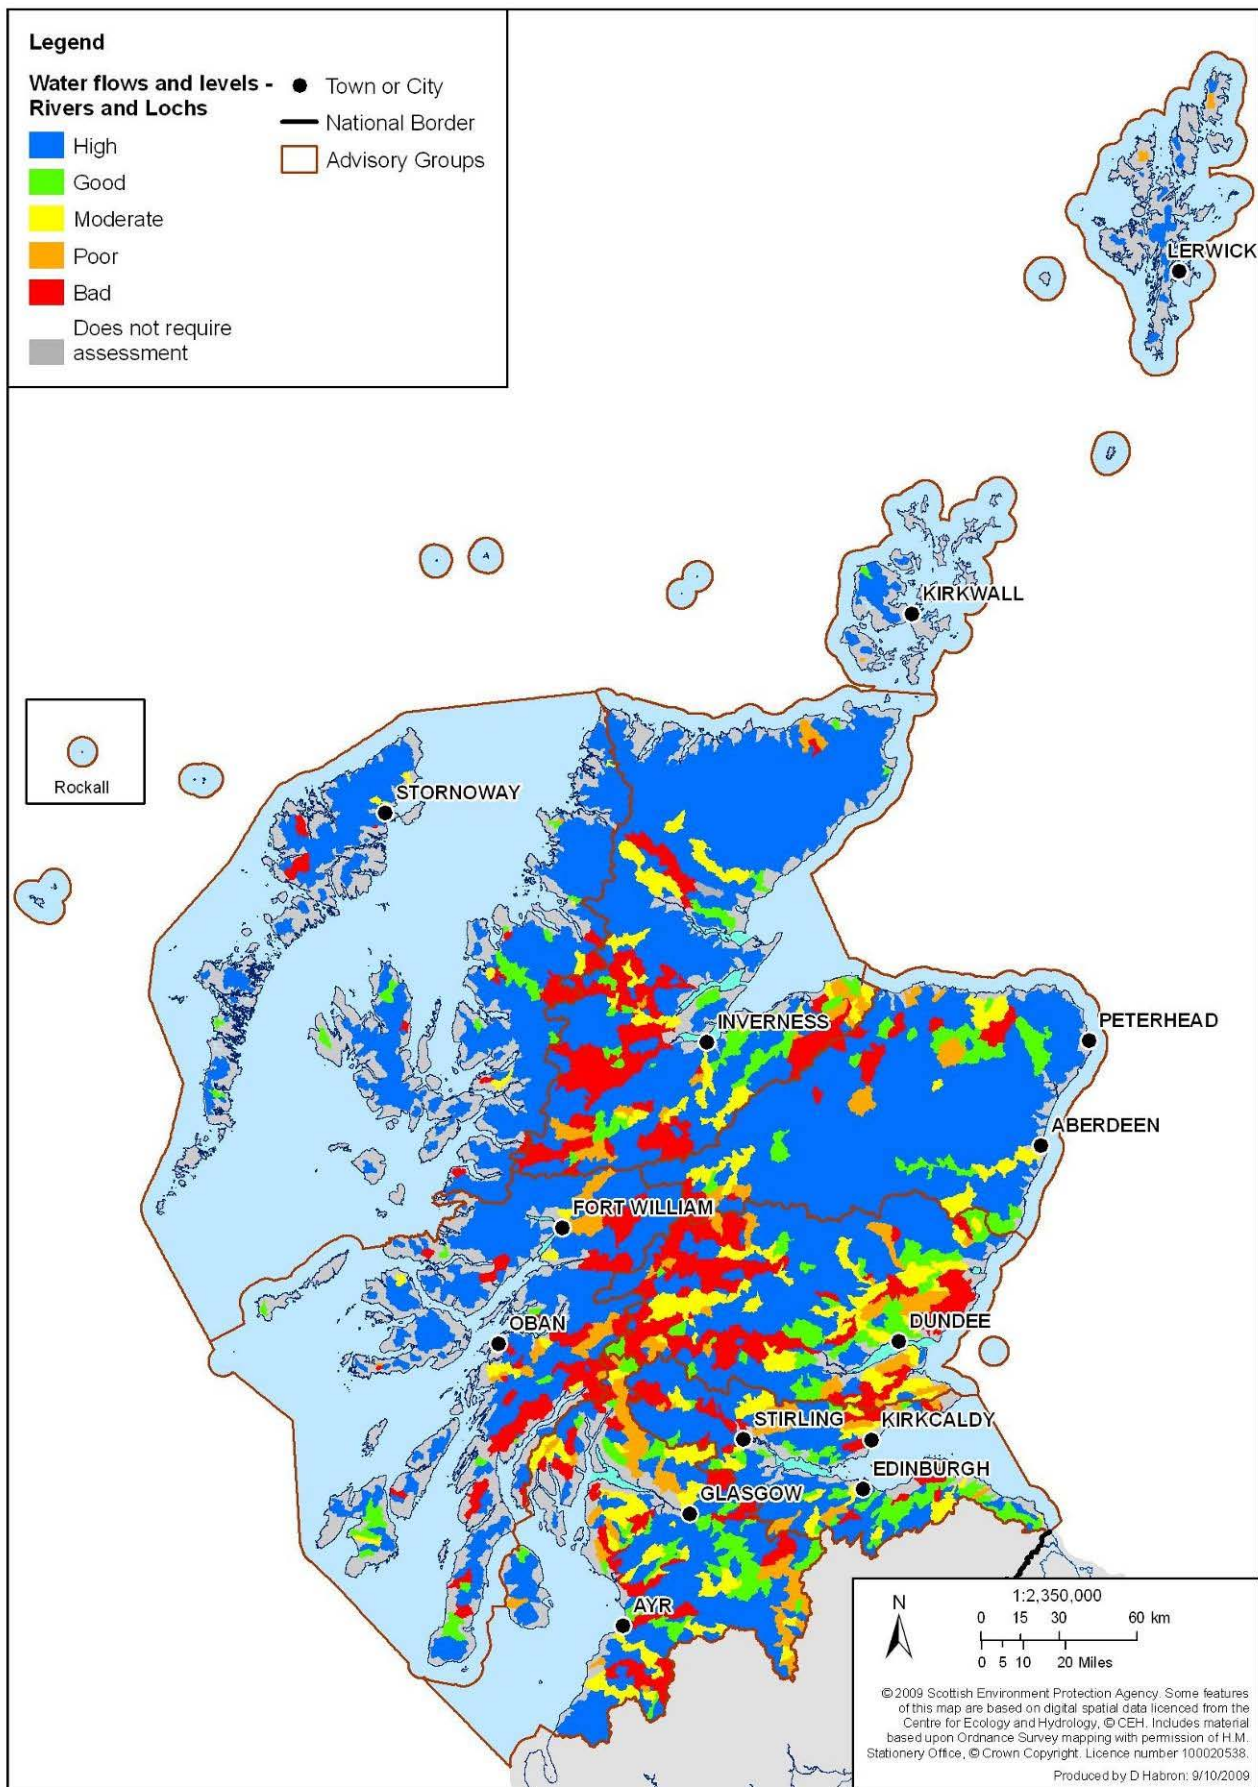 Legend
Water flows and levels -
Rivers and Lochs
High
Good
Moderate
Poor
Bad
Does not require
assessment
Town or City
National Border
Advisory Groups
LERWICK
KIRKWALL
Rockall
STORNOWAY
INVERNESS
PETERHEAD
ABERDEEN
FORT WILLIAM
OBAN
DUNDEE
STIRLING
KIRKCALDY
EDINBURGH
GLASGOW
AYR
N
1:2,350,000
0 15 30 60 km
0 5 10 20 Miles
© 2009 Scottish Environment Protection Agency. Some features
of this map are based on digital spatial data licenced from the
Centre for Ecology and Hydrology, © CEH. Includes material
based upon Ordnance Survey mapping with permission of H.M.
Stationery Office, © Crown Copyright. Licence number 100020538.
Produced by D Habron: 9/10/2009